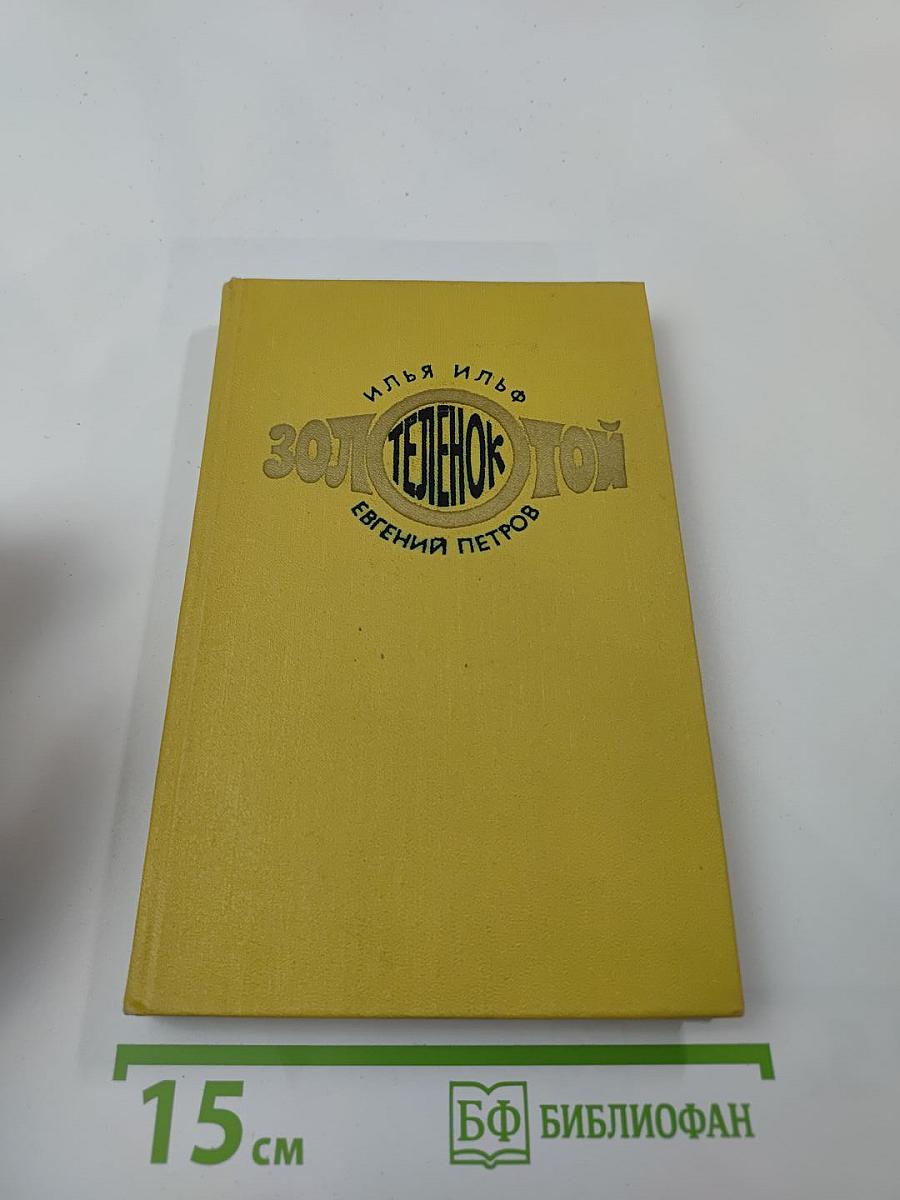 ИЛЬЯ ИЛЬФ
ЗОЛОТОЙ
ТЕЛЕНОК
ЕВГЕНИЙ ПЕТРОВ
15 см
БФ БИБЛИОФАН